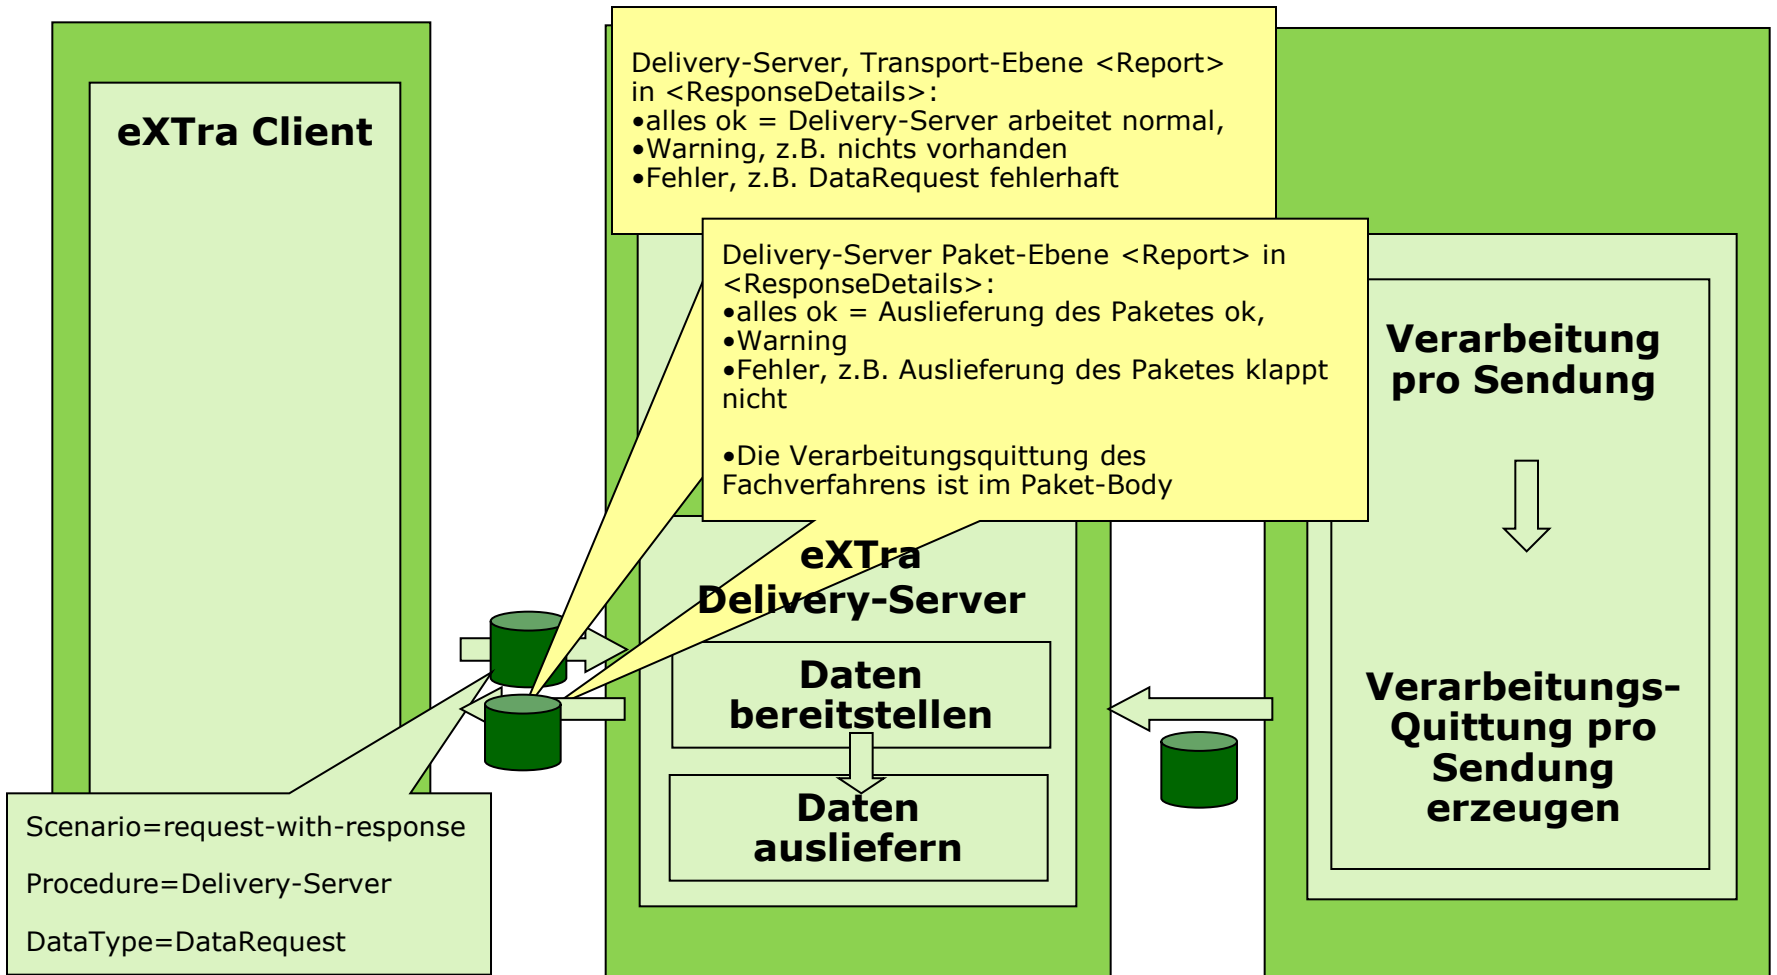 eXTra Client
Delivery-Server, Transport-Ebene <Report>
in <ResponseDetails>:
•alles ok = Delivery-Server arbeitet normal,
•Warning, z.B. nichts vorhanden
•Fehler, z.B. DataRequest fehlerhaft
Delivery-Server Paket-Ebene <Report> in
<ResponseDetails>:
•alles ok = Auslieferung des Paketes ok,
•Warning
•Fehler, z.B. Auslieferung des Paketes klappt
nicht
•Die Verarbeitungsquittung des
Fachverfahrens ist im Paket-Body
Verarbeitung
pro Sendung
eXTra
Delivery-Server
Daten
bereitstellen
Daten
ausliefern
Verarbeitungs-
Quittung pro
Sendung
erzeugen
Scenario=request-with-response
Procedure=Delivery-Server
DataType=DataRequest